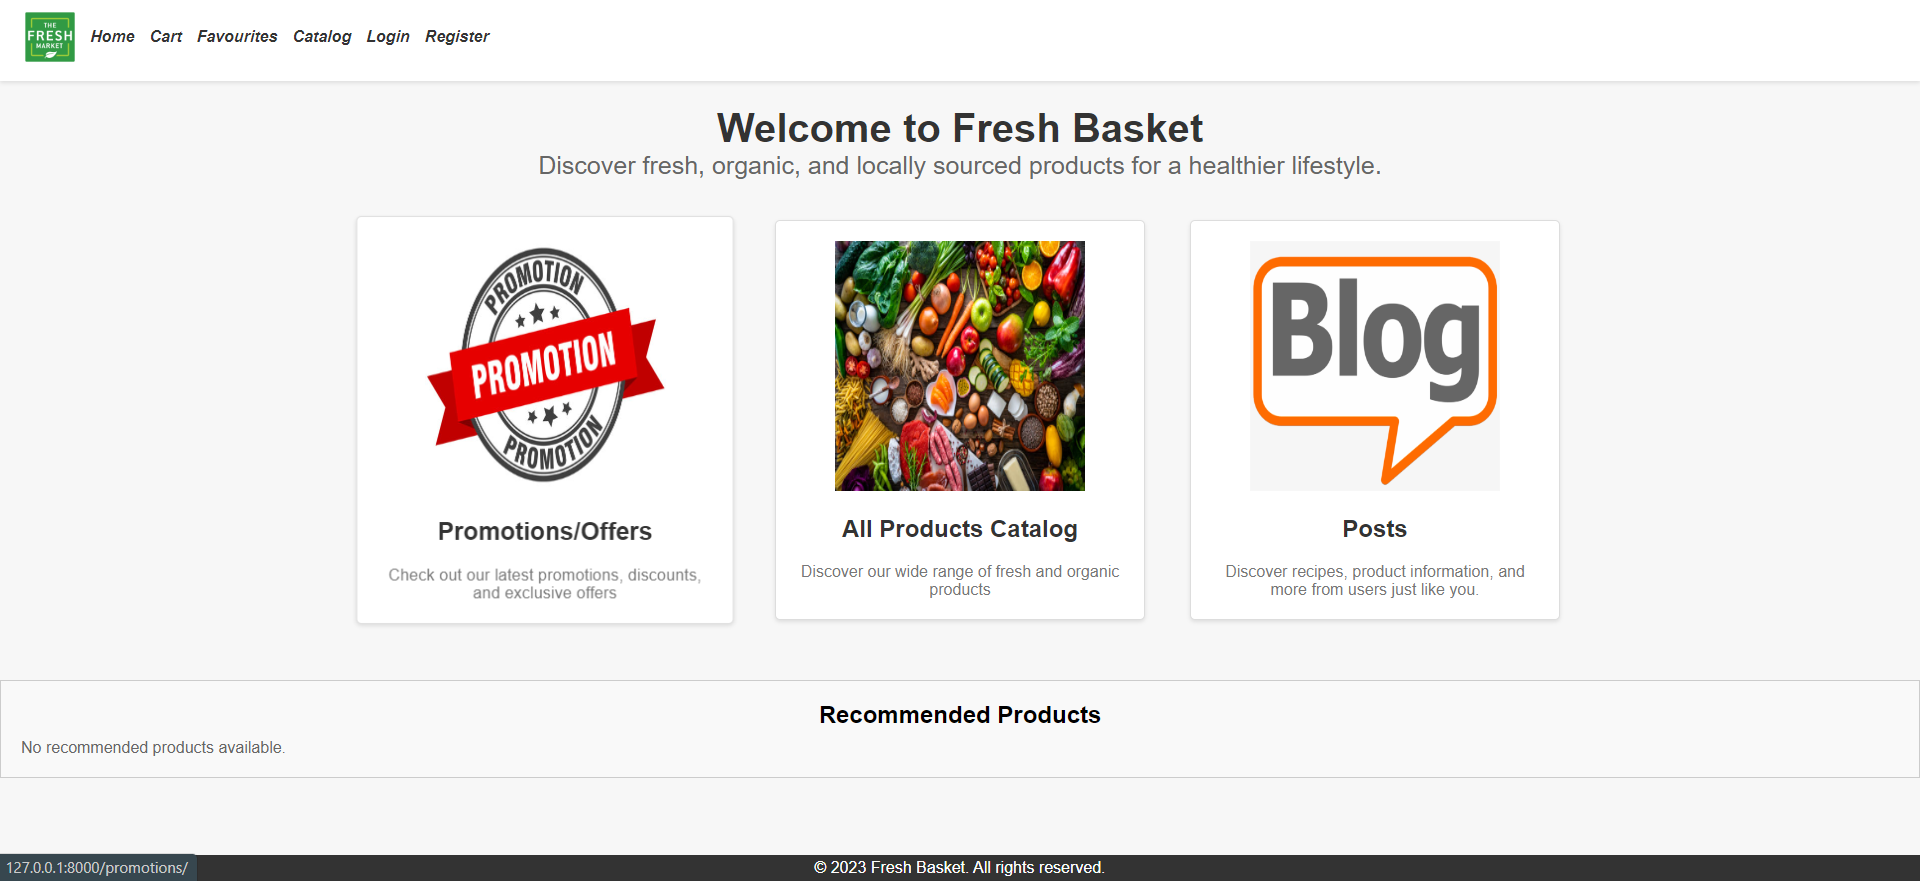 THE
FRESH
MARKET
Home Cart Favourites Catalog Login Register
Welcome to Fresh Basket
Discover fresh, organic, and locally sourced products for a healthier lifestyle.
PROMOTION
PROMOTION
PROMOTION
Promotions/Offers
Check out our latest promotions, discounts,
and exclusive offers
All Products Catalog
Discover our wide range of fresh and organic
products
Blog
Posts
Discover recipes, product information, and
more from users just like you.
Recommended Products
No recommended products available.
127.0.0.1:8000/promotions/
© 2023 Fresh Basket. All rights reserved.